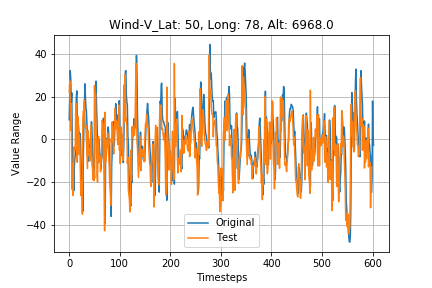 Wind-V_Lat: 50, Long: 78, Alt: 6968.0
Value Range
40
20
0
−20
−40
Original
Test
0 100 200 300 400 500 600
Timesteps